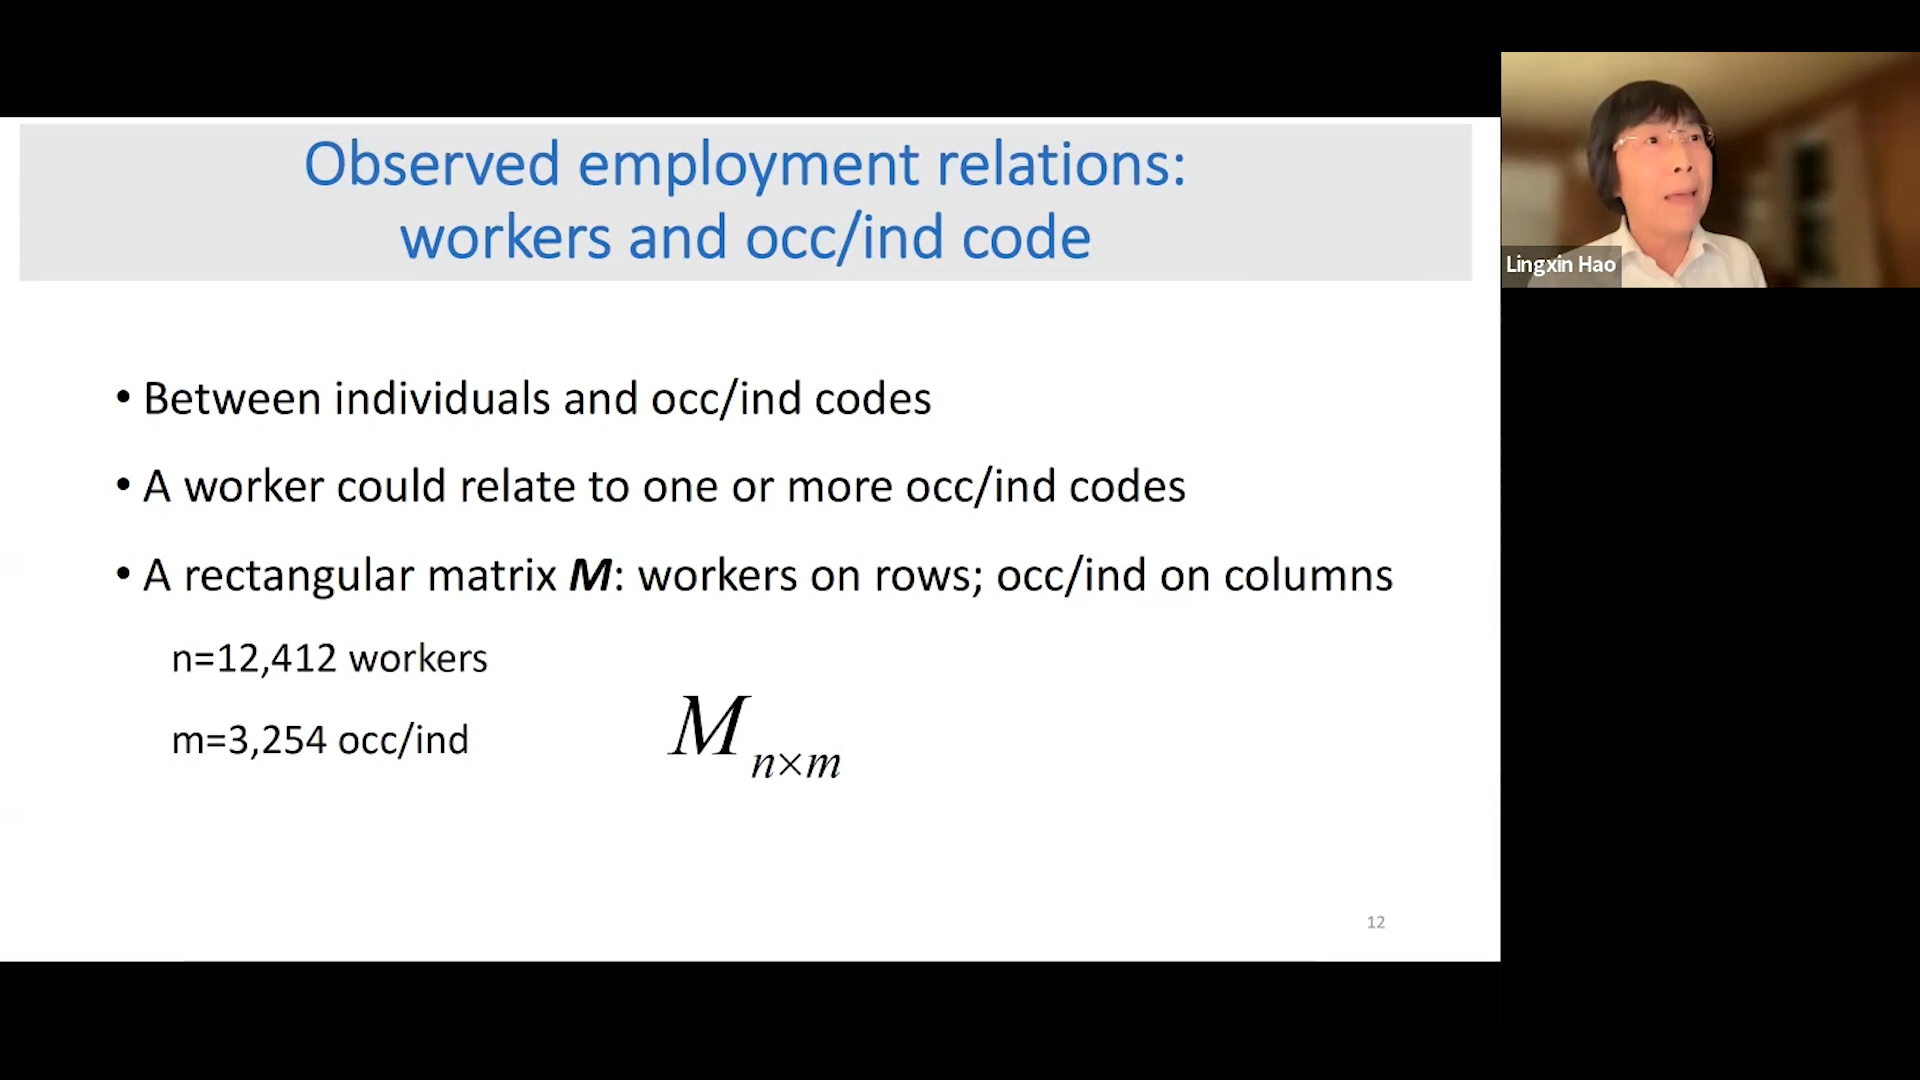 Observed employment relations:
workers and occ/ind code
• Between individuals and occ/ind codes
• A worker could relate to one or more occ/ind codes
• A rectangular matrix M: workers on rows; occ/ind on columns
n=12,412 workers
m=3,254 occ/ind
M n×m
12
Lingxin Hao